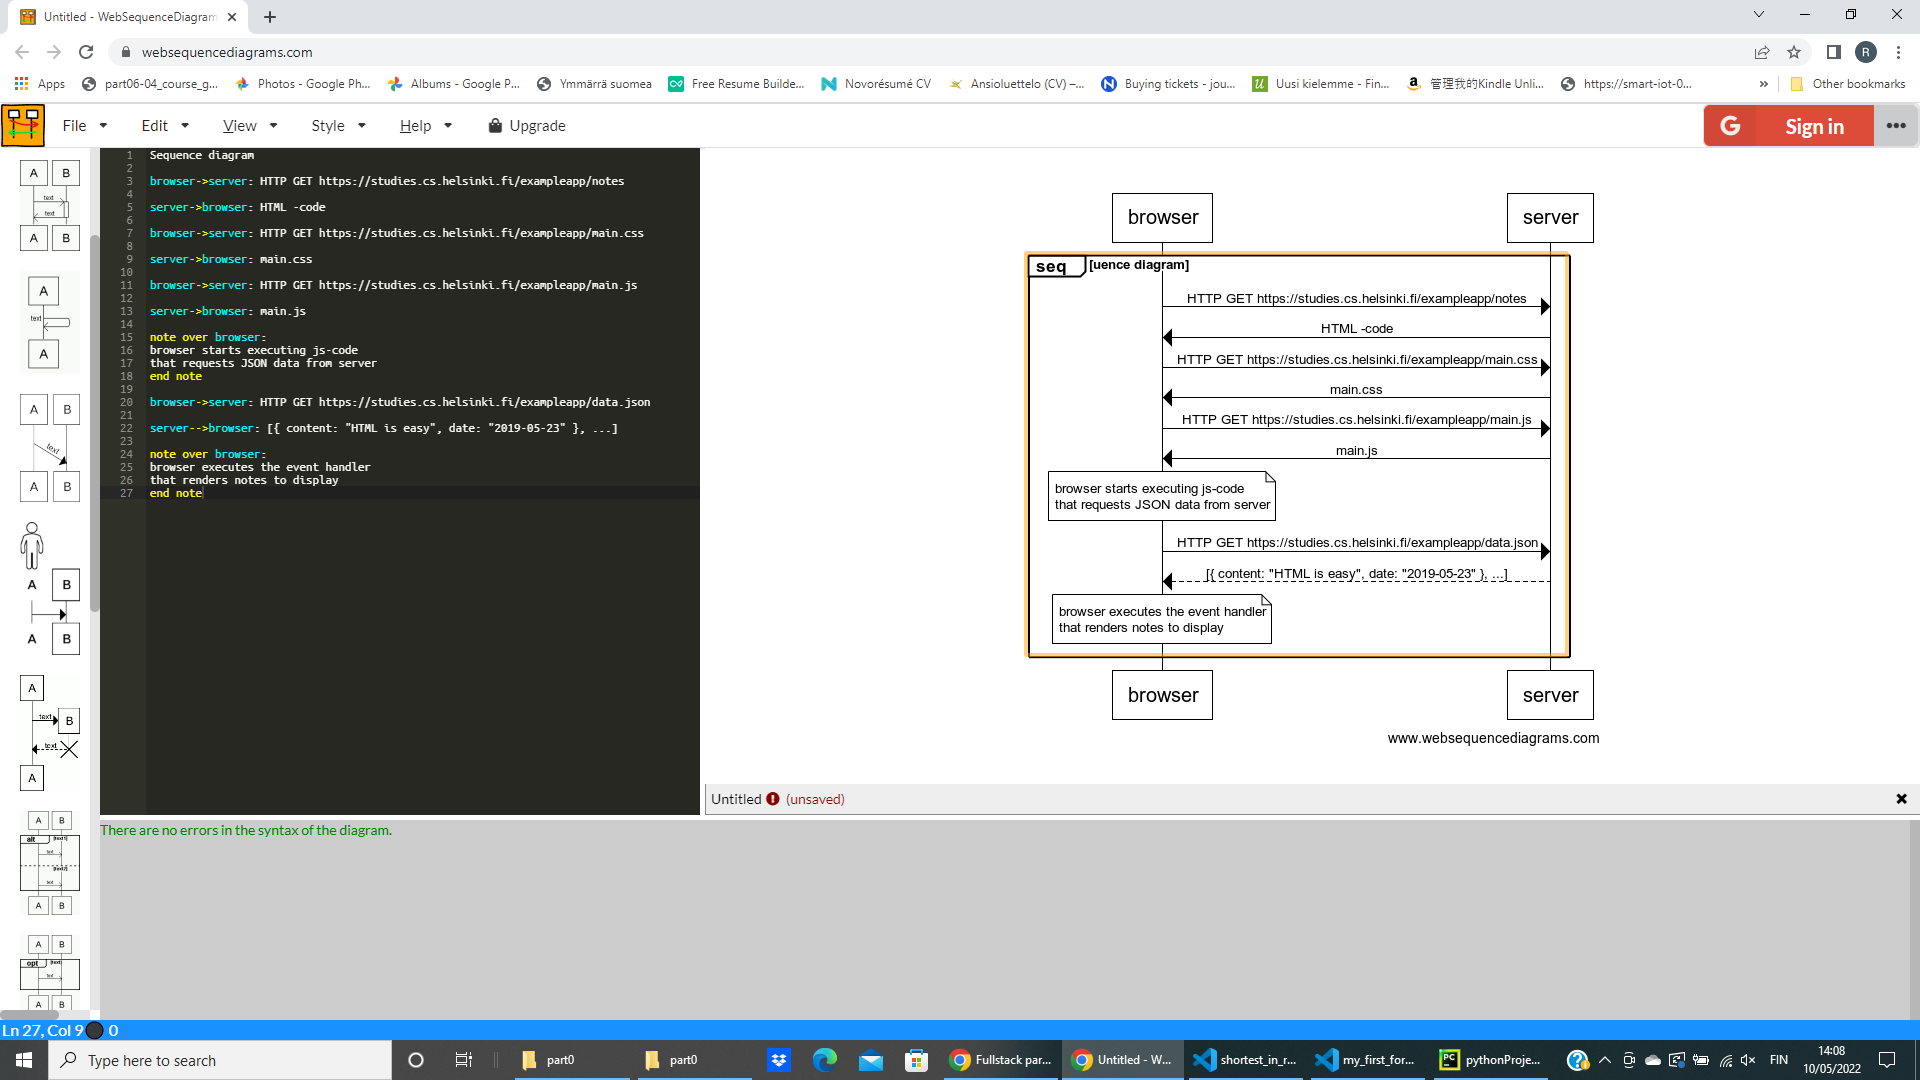 Untitled - WebSequenceDiagram
websequencediagrams.com
R
Apps
part06-04_course_g...
Photos - Google Ph...
Albums - Google P...
Ymmärrä suomea
Free Resume Builde...
Novorésumé CV
Ansioluettelo (CV) –...
Buying tickets - jou...
Uusi kielemme - Fin...
管理我的Kindle Unli...
https://smart-iot-0...
»
Other bookmarks
File
Edit
View
Style
Help
Upgrade
G Sign in
•••
A B
text
text
A B
A
text
A
A B
text
A B
A B
A B
A
text B
text
A
A B
alt [text1]
text
[text2]
text
A B
A B
opt [text]
text
A B
1 Sequence diagram
2
3 browser->server: HTTP GET https://studies.cs.helsinki.fi/exampleapp/notes
4
5 server->browser: HTML -code
6
7 browser->server: HTTP GET https://studies.cs.helsinki.fi/exampleapp/main.css
8
9 server->browser: main.css
10
11 browser->server: HTTP GET https://studies.cs.helsinki.fi/exampleapp/main.js
12
13 server->browser: main.js
14
15 note over browser:
16 browser starts executing js-code
17 that requests JSON data from server
18 end note
19
20 browser->server: HTTP GET https://studies.cs.helsinki.fi/exampleapp/data.json
21
22 server-->browser: [{ content: "HTML is easy", date: "2019-05-23" }, ...]
23
24 note over browser:
25 browser executes the event handler
26 that renders notes to display
27 end note
browser server
seq [uence diagram]
HTTP GET https://studies.cs.helsinki.fi/exampleapp/notes
HTML -code
HTTP GET https://studies.cs.helsinki.fi/exampleapp/main.css
main.css
HTTP GET https://studies.cs.helsinki.fi/exampleapp/main.js
main.js
browser starts executing js-code
that requests JSON data from server
HTTP GET https://studies.cs.helsinki.fi/exampleapp/data.json
[{ content: "HTML is easy", date: "2019-05-23" }, ...]
browser executes the event handler
that renders notes to display
browser server
www.websequencediagrams.com
Untitled (unsaved)
There are no errors in the syntax of the diagram.
Ln 27, Col 9 0
Type here to search
part0
part0
Fullstack par...
Untitled - W...
shortest_in_r...
my_first_for...
PC pythonProje...
FIN
14:08
10/05/2022